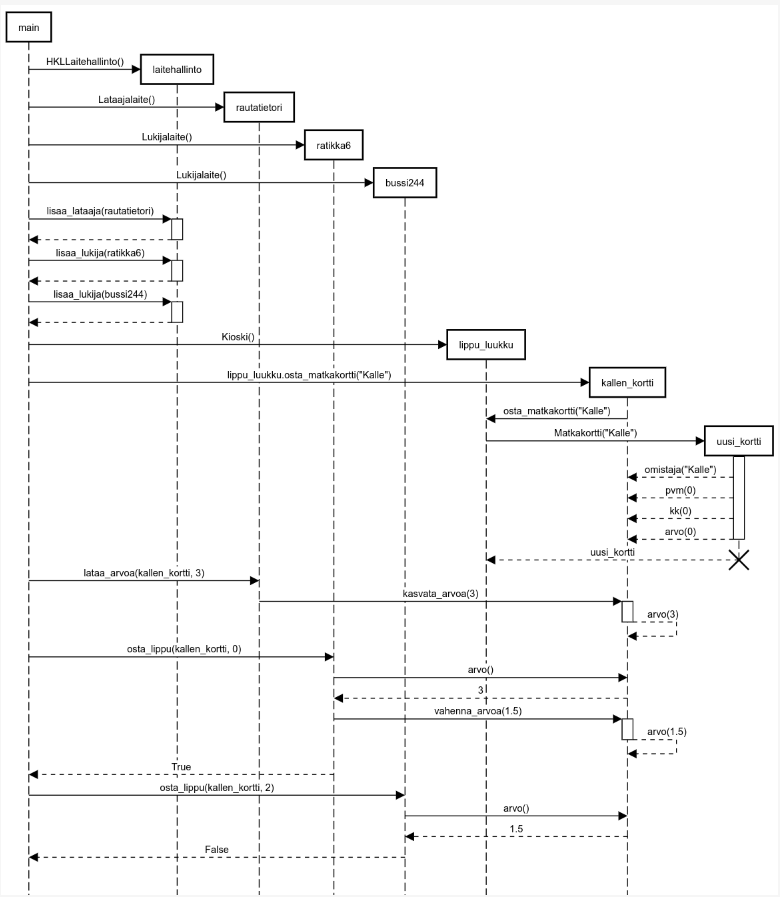 main
HKLLaitehallinto()
laitehallinto
Lataajalaite()
rautatietori
Lukijalaite()
ratikka6
Lukijalaite()
bussi244
lisaa_lataaja(rautatietori)
lisaa_lukija(ratikka6)
lisaa_lukija(bussi244)
Kioski()
lippu_luukku
lippu_luukku.osta_matkakortti("Kalle")
kallen_kortti
osta_matkakortti("Kalle")
Matkakortti("Kalle")
uusi_kortti
omistaja("Kalle")
pvm(0)
kk(0)
arvo(0)
uusi_kortti
lataa_arvoa(kallen_kortti, 3)
kasvata_arvoa(3)
arvo(3)
osta_lippu(kallen_kortti, 0)
arvo()
3
vahenna_arvoa(1.5)
arvo(1.5)
True
osta_lippu(kallen_kortti, 2)
arvo()
1.5
False